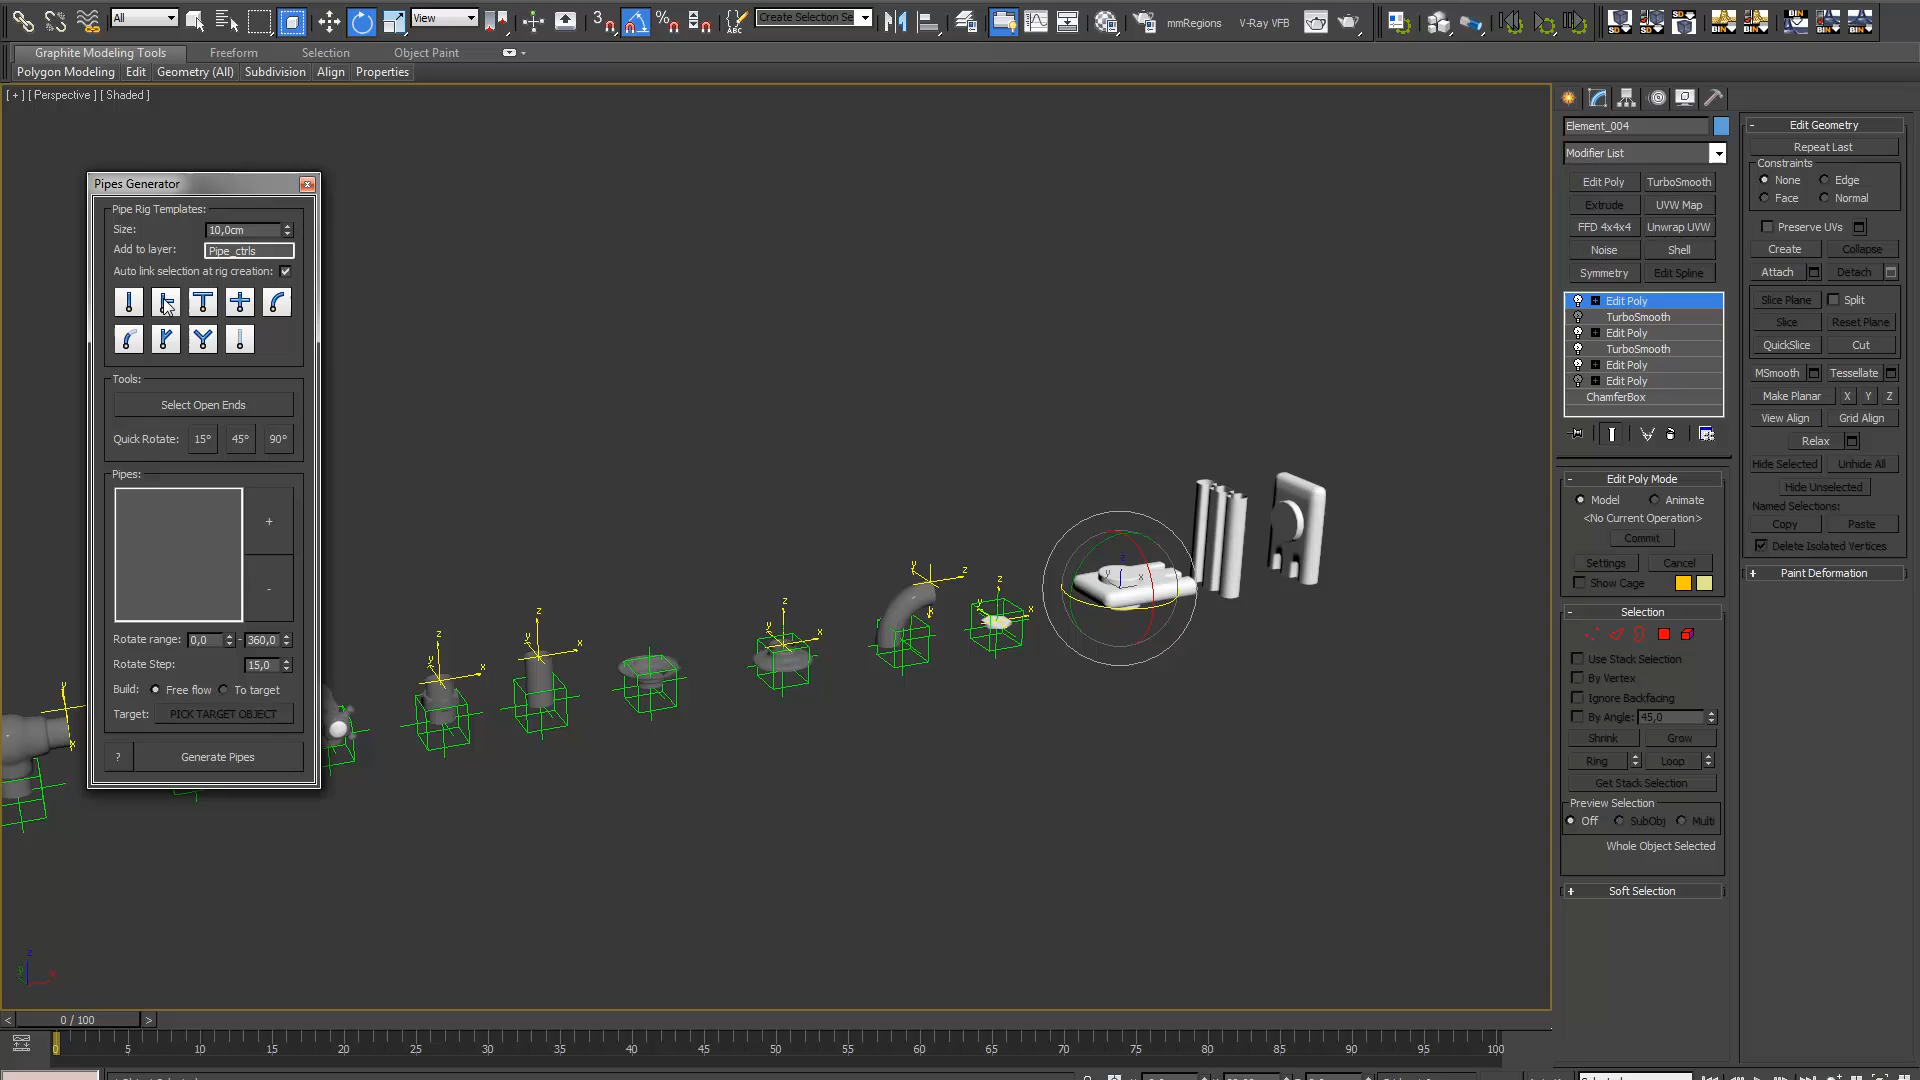 All
View
3
Create Selection Se
mmRegions
V-Ray VFB
Graphite Modeling Tools
Freeform
Selection
Object Paint
Polygon Modeling
Edit
Geometry (All)
Subdivision
Align
Properties
[ + ] [ Perspective ] [ Shaded ]
Pipes Generator
Pipe Rig Templates:
Size:
10,0cm
Add to layer:
Pipe_ctrls
Auto link selection at rig creation:
Tools:
Select Open Ends
Quick Rotate:
15°
45°
90°
Pipes:
+
-
Rotate range:
0,0
-
360,0
Rotate Step:
15,0
Build:
Free flow
To target
Target:
PICK TARGET OBJECT
?
Generate Pipes
Element_004
Modifier List
Edit Poly
TurboSmooth
Extrude
UVW Map
FFD 4x4x4
Unwrap UVW
Noise
Shell
Symmetry
Edit Spline
Edit Poly
TurboSmooth
Edit Poly
TurboSmooth
Edit Poly
Edit Poly
ChamferBox
- Edit Poly Mode
Model
Animate
<No Current Operation>
Commit
Settings
Cancel
Show Cage
- Selection
Use Stack Selection
By Vertex
Ignore Backfacing
By Angle:
45,0
Shrink
Grow
Ring
Loop
Get Stack Selection
Preview Selection
Off
SubObj
Multi
Whole Object Selected
+ Soft Selection
- Edit Geometry
Repeat Last
Constraints
None
Edge
Face
Normal
Preserve UVs
Create
Collapse
Attach
Detach
Slice Plane
Split
Slice
Reset Plane
QuickSlice
Cut
MSmooth
Tessellate
Make Planar
X
Y
Z
View Align
Grid Align
Relax
Hide Selected
Unhide All
Hide Unselected
Named Selections:
Copy
Paste
Delete Isolated Vertices
+ Paint Deformation
< 0 / 100 >
0 5 10 15 20 25 30 35 40 45 50 55 60 65 70 75 80 85 90 95 100